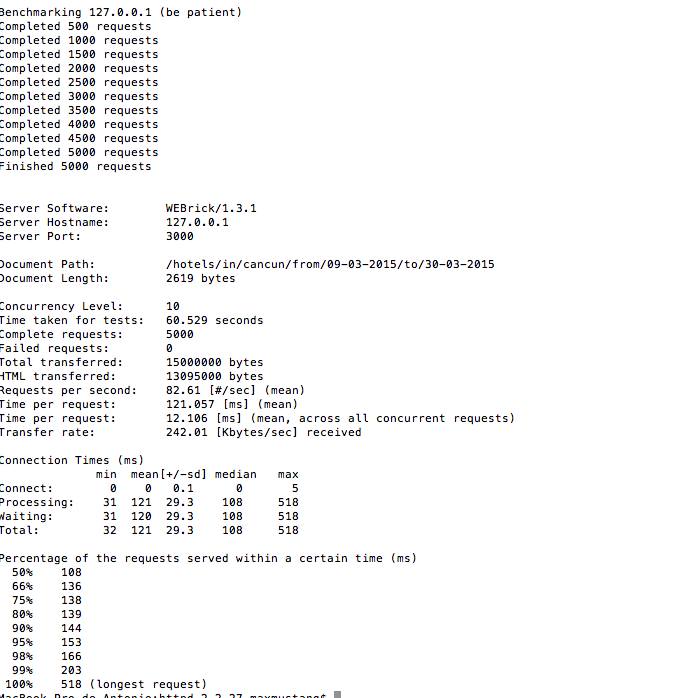 Benchmarking 127.0.0.1 (be patient)
Completed 500 requests
Completed 1000 requests
Completed 1500 requests
Completed 2000 requests
Completed 2500 requests
Completed 3000 requests
Completed 3500 requests
Completed 4000 requests
Completed 4500 requests
Completed 5000 requests
Finished 5000 requests
Server Software: WEBrick/1.3.1
Server Hostname: 127.0.0.1
Server Port: 3000
Document Path: /hotels/in/cancun/from/09-03-2015/to/30-03-2015
Document Length: 2619 bytes
Concurrency Level: 10
Time taken for tests: 60.529 seconds
Complete requests: 5000
Failed requests: 0
Total transferred: 15000000 bytes
HTML transferred: 13095000 bytes
Requests per second: 82.61 [#/sec] (mean)
Time per request: 121.057 [ms] (mean)
Time per request: 12.106 [ms] (mean, across all concurrent requests)
Transfer rate: 242.01 [Kbytes/sec] received
Connection Times (ms)
min mean[+/-sd] median max
Connect: 0 0 0.1 0 5
Processing: 31 121 29.3 108 518
Waiting: 31 120 29.3 108 518
Total: 32 121 29.3 108 518
Percentage of the requests served within a certain time (ms)
50% 108
66% 136
75% 138
80% 139
90% 144
95% 153
98% 166
99% 203
100% 518 (longest request)
MacBook-Pro-de-Antonio:httpd-2.2.27 maxmustang$